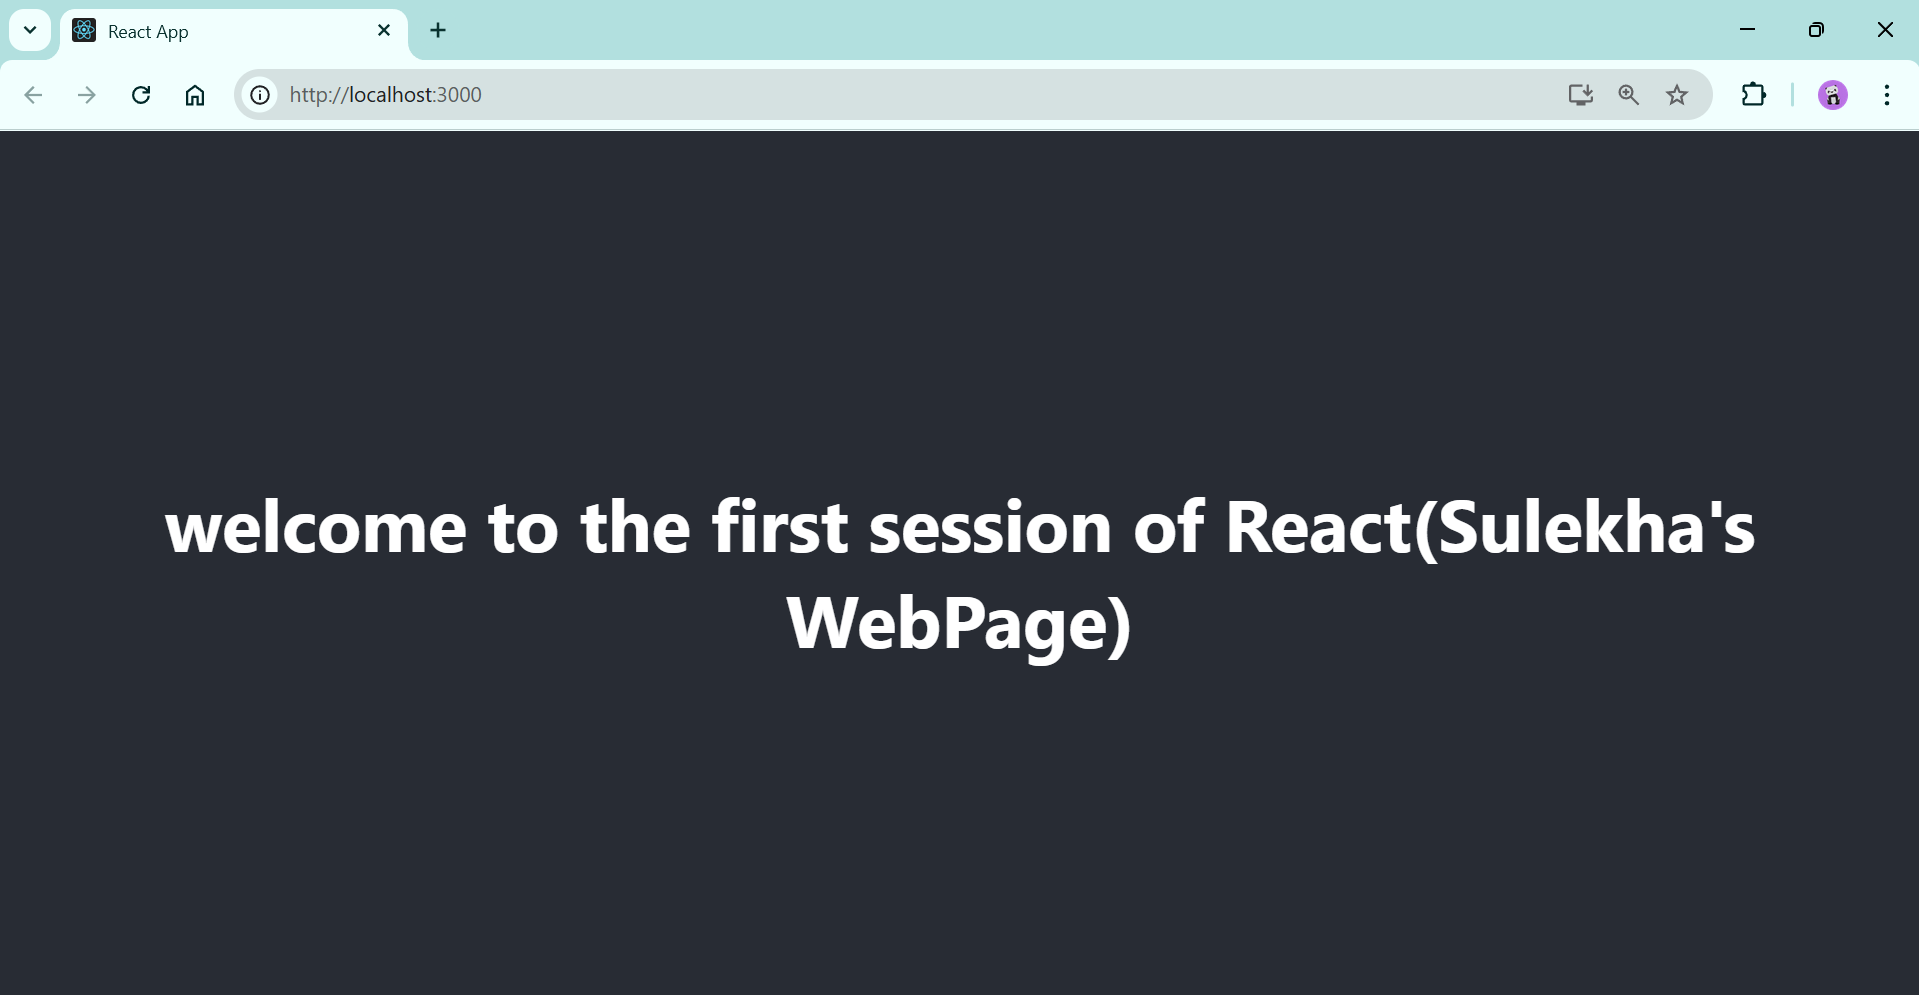 React App
http://localhost:3000
welcome to the first session of React(Sulekha's
WebPage)